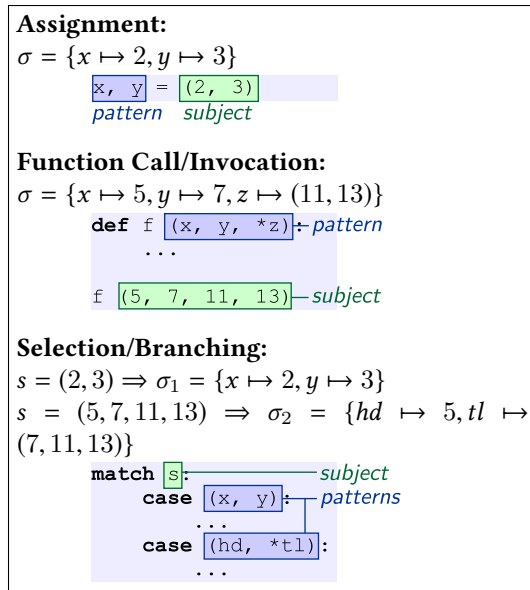 Assignment:
σ = {x ↦ 2, y ↦ 3}
x, y = (2, 3)
pattern subject
Function Call/Invocation:
σ = {x ↦ 5, y ↦ 7, z ↦ (11, 13)}
def f (x, y, *z): pattern
...
f (5, 7, 11, 13) subject
Selection/Branching:
s = (2, 3) ⇒ σ₁ = {x ↦ 2, y ↦ 3}
s = (5, 7, 11, 13) ⇒ σ₂ = {hd ↦ 5, tl ↦
(7, 11, 13)}
match s: subject
case (x, y): patterns
...
case (hd, *tl):
...